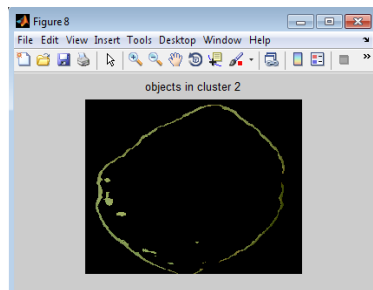 Figure 8
File Edit View Insert Tools Desktop Window Help
objects in cluster 2